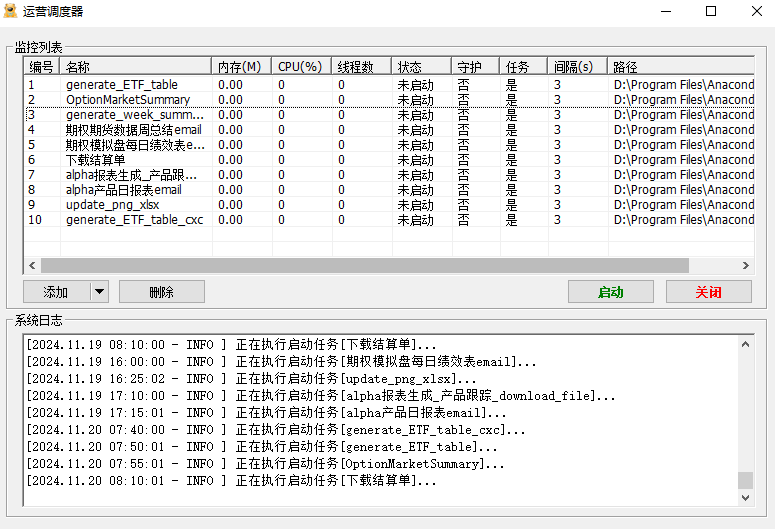 运营调度器
监控列表
编号 名称 内存(M) CPU(%) 线程数 状态 守护 任务 间隔(s) 路径
1 generate_ETF_table 0.00 0 0 未启动 否 是 3 D:\Program Files\Anacond
2 OptionMarketSummary 0.00 0 0 未启动 否 是 3 D:\Program Files\Anacond
3 generate_week_summ... 0.00 0 0 未启动 否 是 3 D:\Program Files\Anacond
4 期权期货数据周总结email 0.00 0 0 未启动 否 是 3 D:\Program Files\Anacond
5 期权模拟盘每日绩效表e... 0.00 0 0 未启动 否 是 3 D:\Program Files\Anacond
6 下载结算单 0.00 0 0 未启动 否 是 3 D:\Program Files\Anacond
7 alpha报表生成_产品跟... 0.00 0 0 未启动 否 是 3 D:\Program Files\Anacond
8 alpha产品日报表email 0.00 0 0 未启动 否 是 3 D:\Program Files\Anacond
9 update_png_xlsx 0.00 0 0 未启动 否 是 3 D:\Program Files\Anacond
10 generate_ETF_table_cxc 0.00 0 0 未启动 否 是 3 D:\Program Files\Anacond
添加 删除 启动 关闭
系统日志
[2024.11.19 08:10:00 - INFO ] 正在执行启动任务[下载结算单]...
[2024.11.19 16:00:00 - INFO ] 正在执行启动任务[期权模拟盘每日绩效表email]...
[2024.11.19 16:25:02 - INFO ] 正在执行启动任务[update_png_xlsx]...
[2024.11.19 17:10:00 - INFO ] 正在执行启动任务[alpha报表生成_产品跟踪_download_file]...
[2024.11.19 17:15:01 - INFO ] 正在执行启动任务[alpha产品日报表email]...
[2024.11.20 07:40:00 - INFO ] 正在执行启动任务[generate_ETF_table_cxc]...
[2024.11.20 07:50:01 - INFO ] 正在执行启动任务[generate_ETF_table]...
[2024.11.20 07:55:01 - INFO ] 正在执行启动任务[OptionMarketSummary]...
[2024.11.20 08:10:01 - INFO ] 正在执行启动任务[下载结算单]...